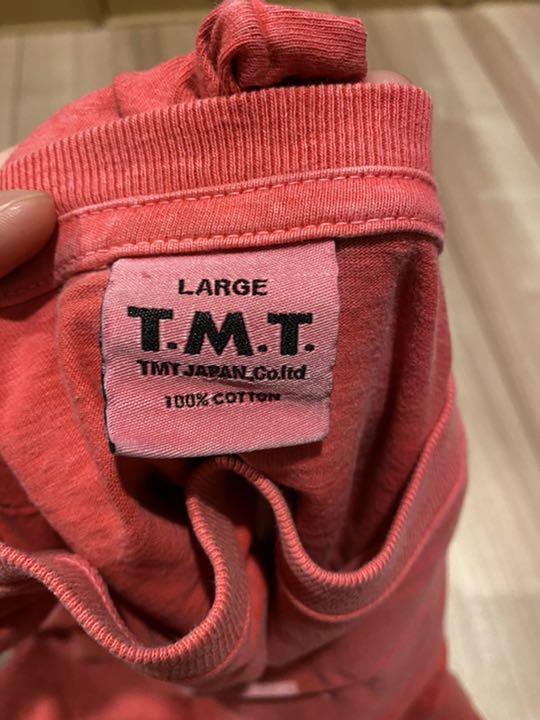 LARGE
T.M.T.
TMT JAPAN.Co.ltd
100% COTTON